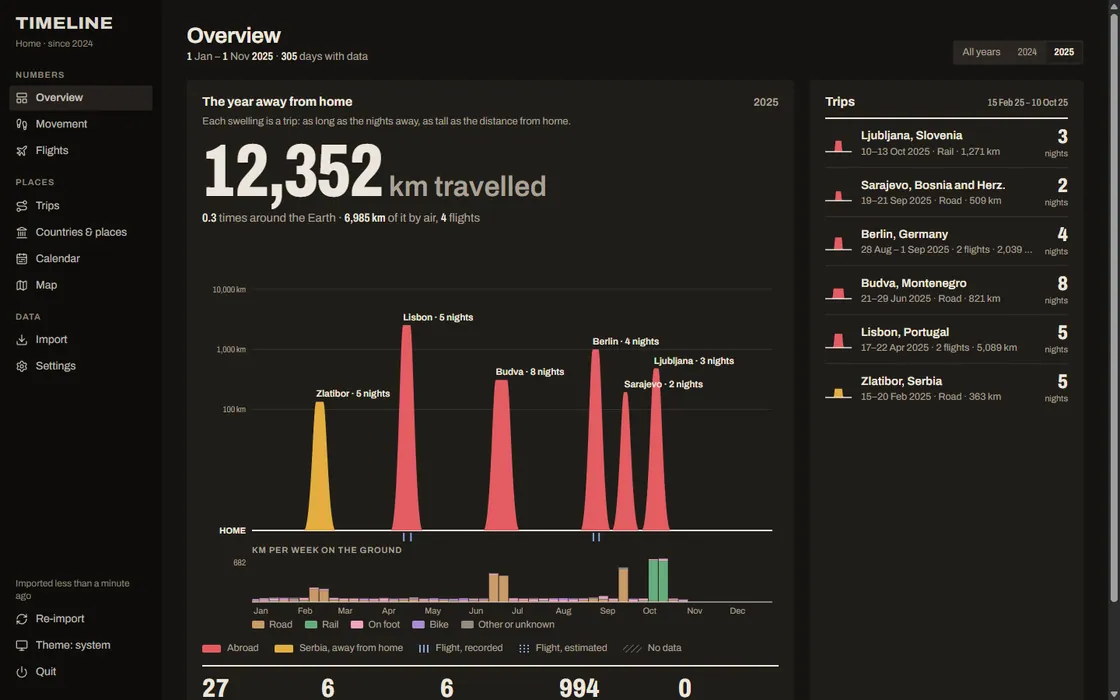 TIMELINE
Home · since 2024
NUMBERS
Overview
Movement
Flights
PLACES
Trips
Countries & places
Calendar
Map
DATA
Import
Settings
Imported less than a minute
ago
Re-import
Theme: system
Quit
Overview
1 Jan – 1 Nov 2025 · 305 days with data
All years 2024 2025
The year away from home 2025
Each swelling is a trip: as long as the nights away, as tall as the distance from home.
12,352 km travelled
0.3 times around the Earth · 6,985 km of it by air, 4 flights
10,000 km
Lisbon · 5 nights
Berlin · 4 nights
1,000 km
Ljubljana · 3 nights
Budva · 8 nights
Sarajevo · 2 nights
Zlatibor · 5 nights
100 km
HOME
KM PER WEEK ON THE GROUND
682
Jan Feb Mar Apr May Jun Jul Aug Sep Oct Nov Dec
Road Rail On foot Bike Other or unknown
Abroad Serbia, away from home Flight, recorded Flight, estimated No data
27 6 6 994 0
Trips 15 Feb 25 – 10 Oct 25
Ljubljana, Slovenia 3
10–13 Oct 2025 · Rail · 1,271 km nights
Sarajevo, Bosnia and Herz. 2
19–21 Sep 2025 · Road · 509 km nights
Berlin, Germany 4
28 Aug – 1 Sep 2025 · 2 flights · 2,039 ... nights
Budva, Montenegro 8
21–29 Jun 2025 · Road · 821 km nights
Lisbon, Portugal 5
17–22 Apr 2025 · 2 flights · 5,089 km nights
Zlatibor, Serbia 5
15–20 Feb 2025 · Road · 363 km nights